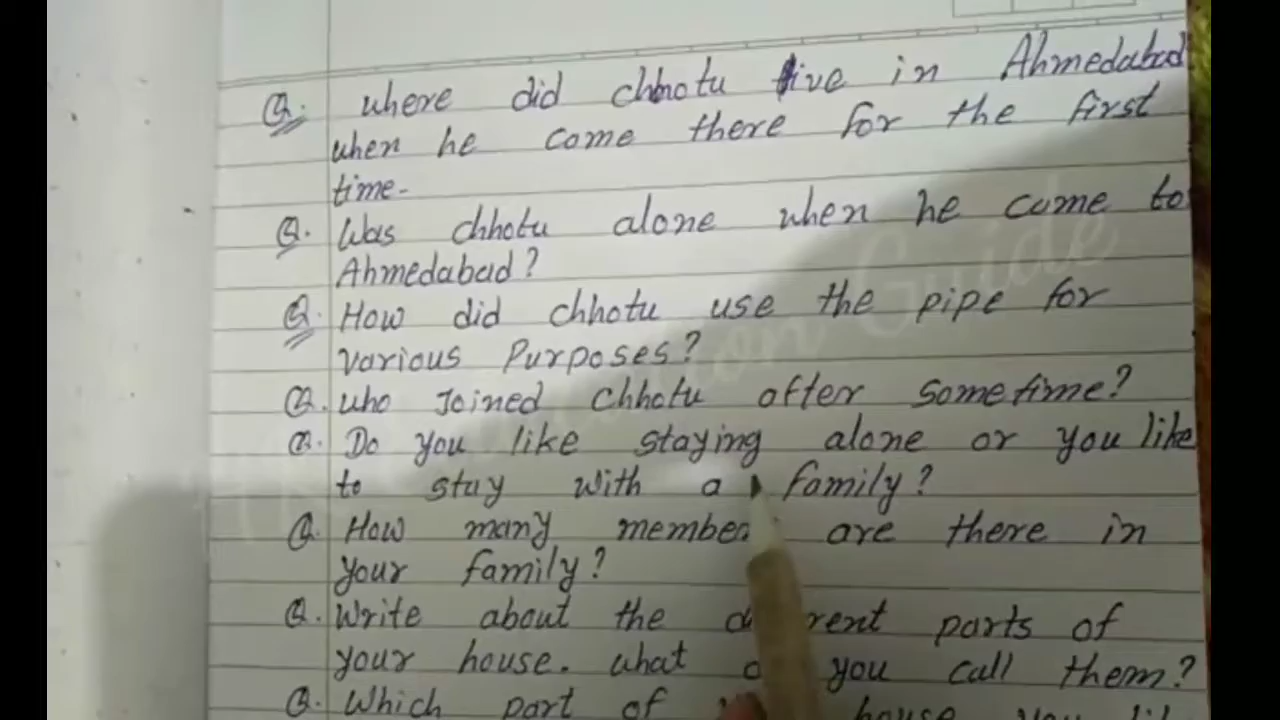 Q. where did chhotu live in Ahmedabad
when he come there for the first
time-
Q. Was chhotu alone when he came to
Ahmedabad?
Q. How did chhotu use the pipe for
various Purposes?
Q. who Joined Chhotu after sometime?
Q. Do you like staying alone or you like
to stay with a family?
Q. How many member are there in
your family?
Q. Write about the parts of
your house. what you call them?
Q. Which part of house you